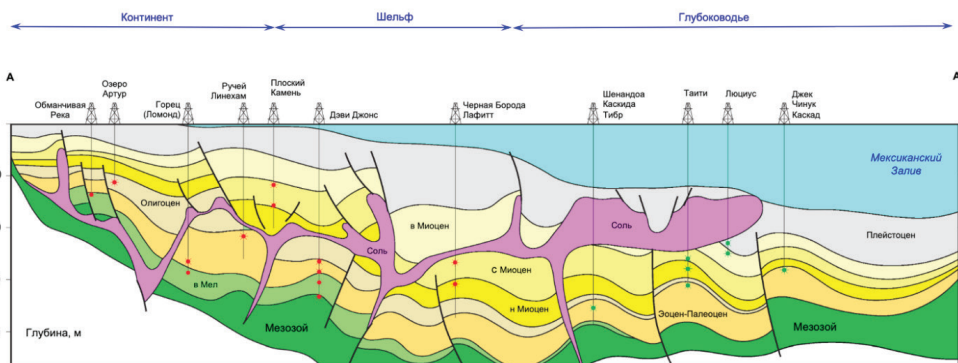 Континент
Шельф
Глубоководье
А
А
Обманчивая
Река
Озеро
Артур
Горец
(Ломонд)
Ручей
Линехам
Плоский
Камень
Дэви Джонс
Черная Борода
Лафитт
Шенандоа
Каскида
Тибр
Таити
Люциус
Джек
Чинук
Каскад
Мексиканский
Залив
Олигоцен
в Миоцен
Соль
Соль
Плейстоцен
с Миоцен
в Мел
н Миоцен
Эоцен-Палеоцен
Мезозой
Мезозой
Глубина, м